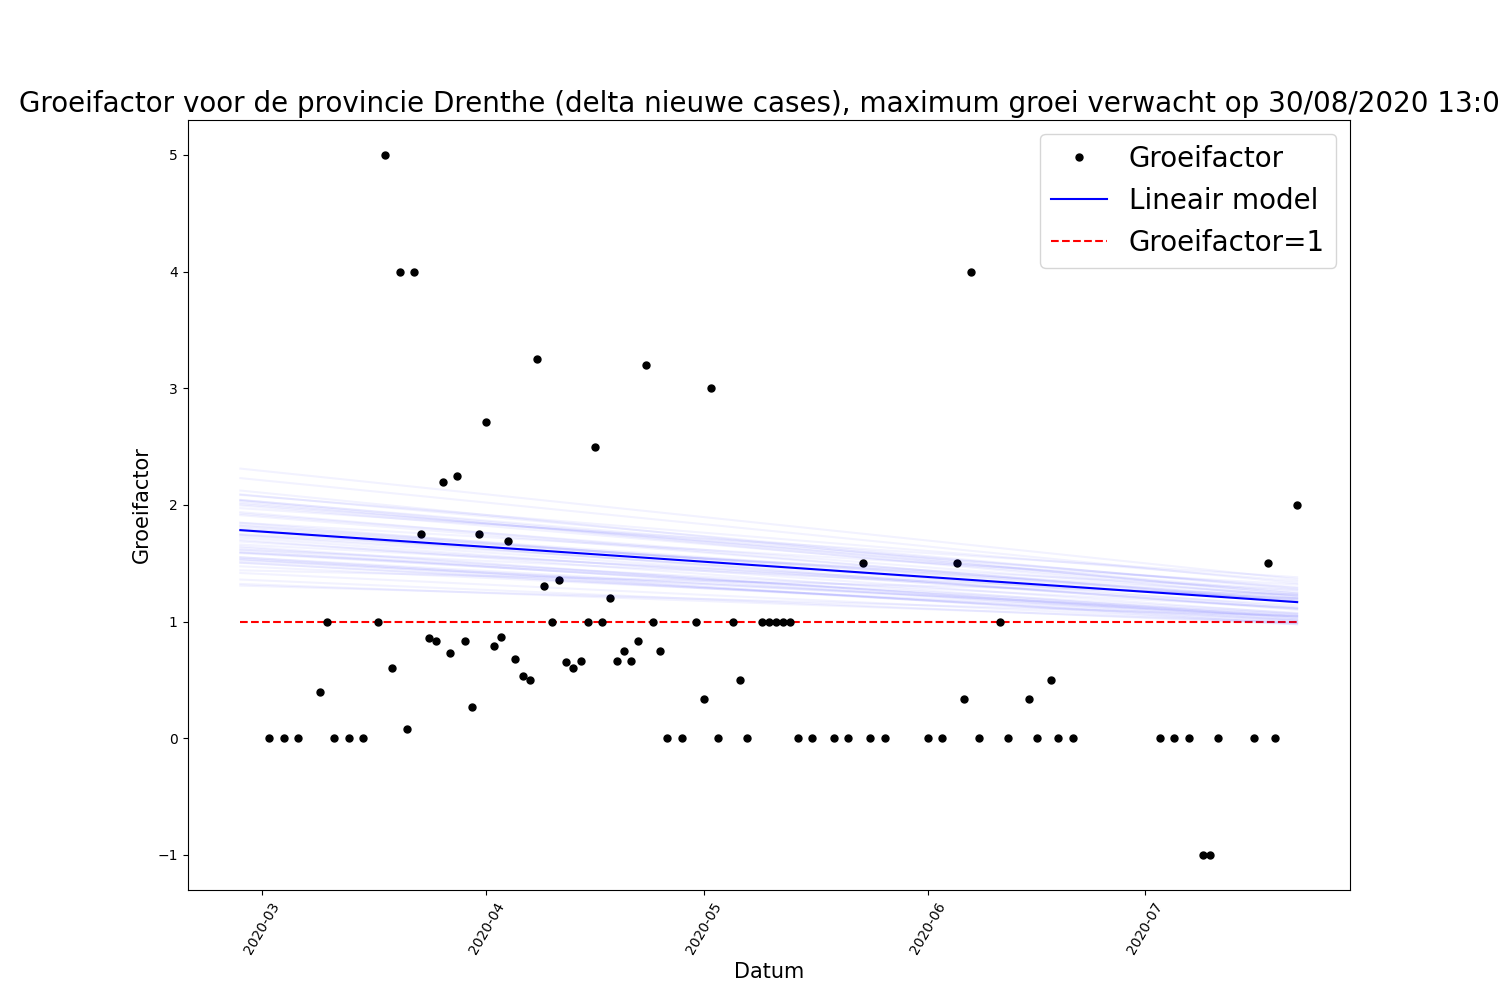 Groeifactor voor de provincie Drenthe (delta nieuwe cases), maximum groei verwacht op 30/08/2020 13:0
Groeifactor
Lineair model
Groeifactor=1
5
4
3
2
1
0
−1
Groeifactor
2020-03
2020-04
2020-05
2020-06
2020-07
Datum